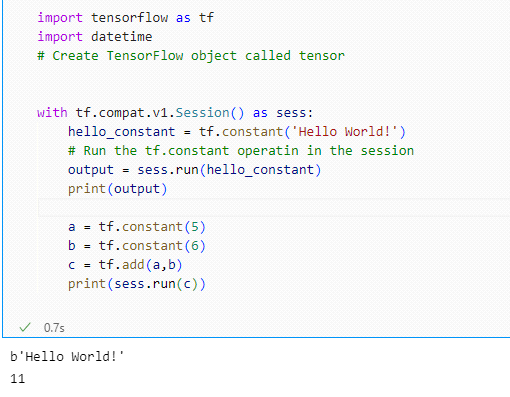 import tensorflow as tf
import datetime
# Create TensorFlow object called tensor
with tf.compat.v1.Session() as sess:
hello_constant = tf.constant('Hello World!')
# Run the tf.constant operatin in the session
output = sess.run(hello_constant)
print(output)
a = tf.constant(5)
b = tf.constant(6)
c = tf.add(a,b)
print(sess.run(c))
0.7s
b'Hello World!'
11